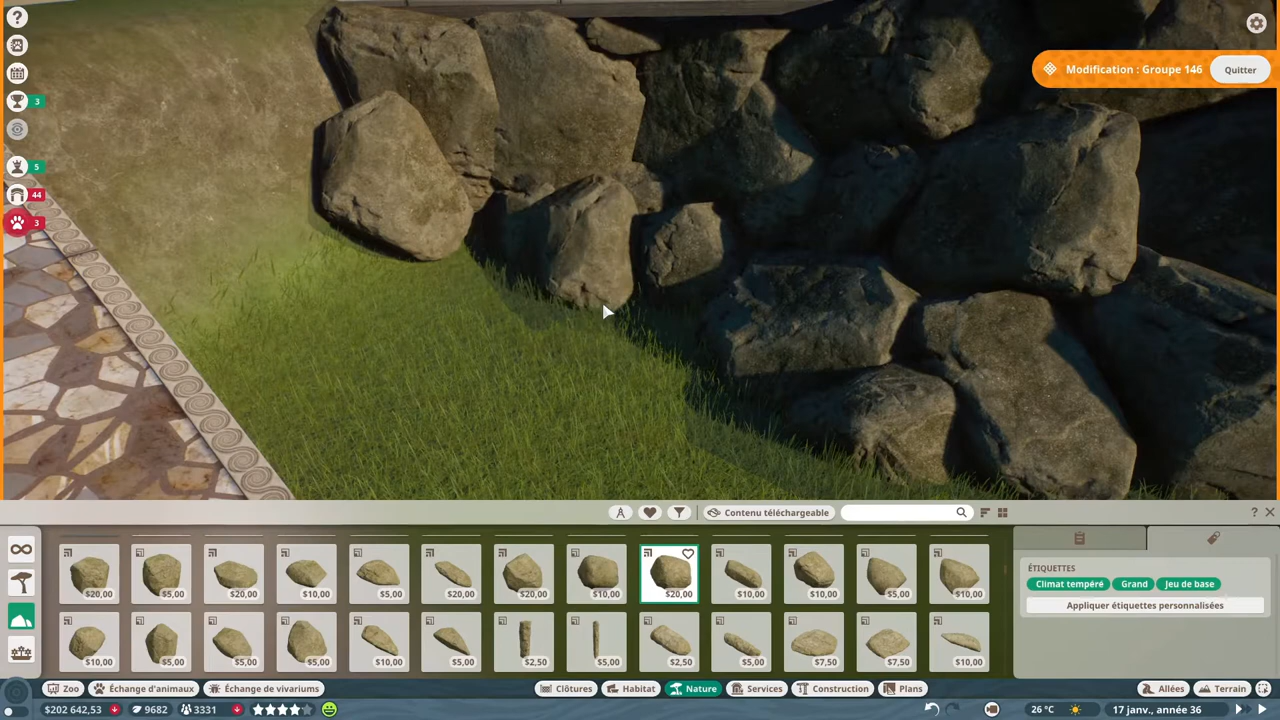 ?
3
5
44
3
Modification : Groupe 146
Quitter
Contenu téléchargeable
?
$20,00 $5,00 $20,00 $10,00 $5,00 $20,00 $20,00 $10,00 $20,00 $10,00 $10,00 $5,00 $10,00
$10,00 $5,00 $5,00 $5,00 $10,00 $5,00 $2,50 $5,00 $2,50 $5,00 $7,50 $7,50 $10,00
ÉTIQUETTES
Climat tempéré Grand Jeu de base
Appliquer étiquettes personnalisées
Zoo Échange d'animaux Échange de vivariums Clôtures Habitat Nature Services Construction Plans Allées Terrain
$202 642,53 9682 3331 26 °C 17 janv., année 36